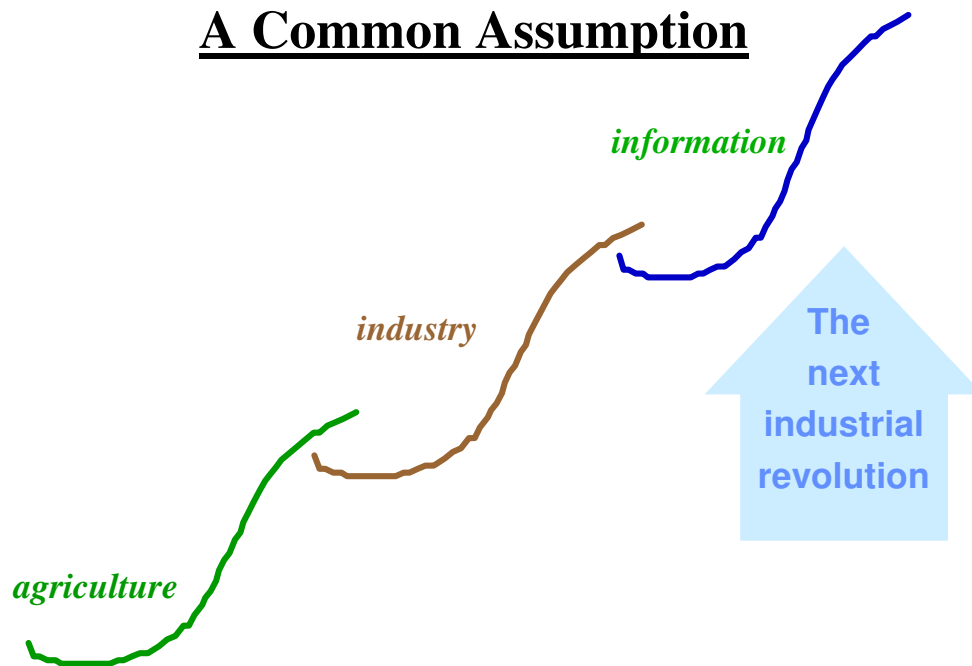 A Common Assumption
information
industry
agriculture
The
next
industrial
revolution